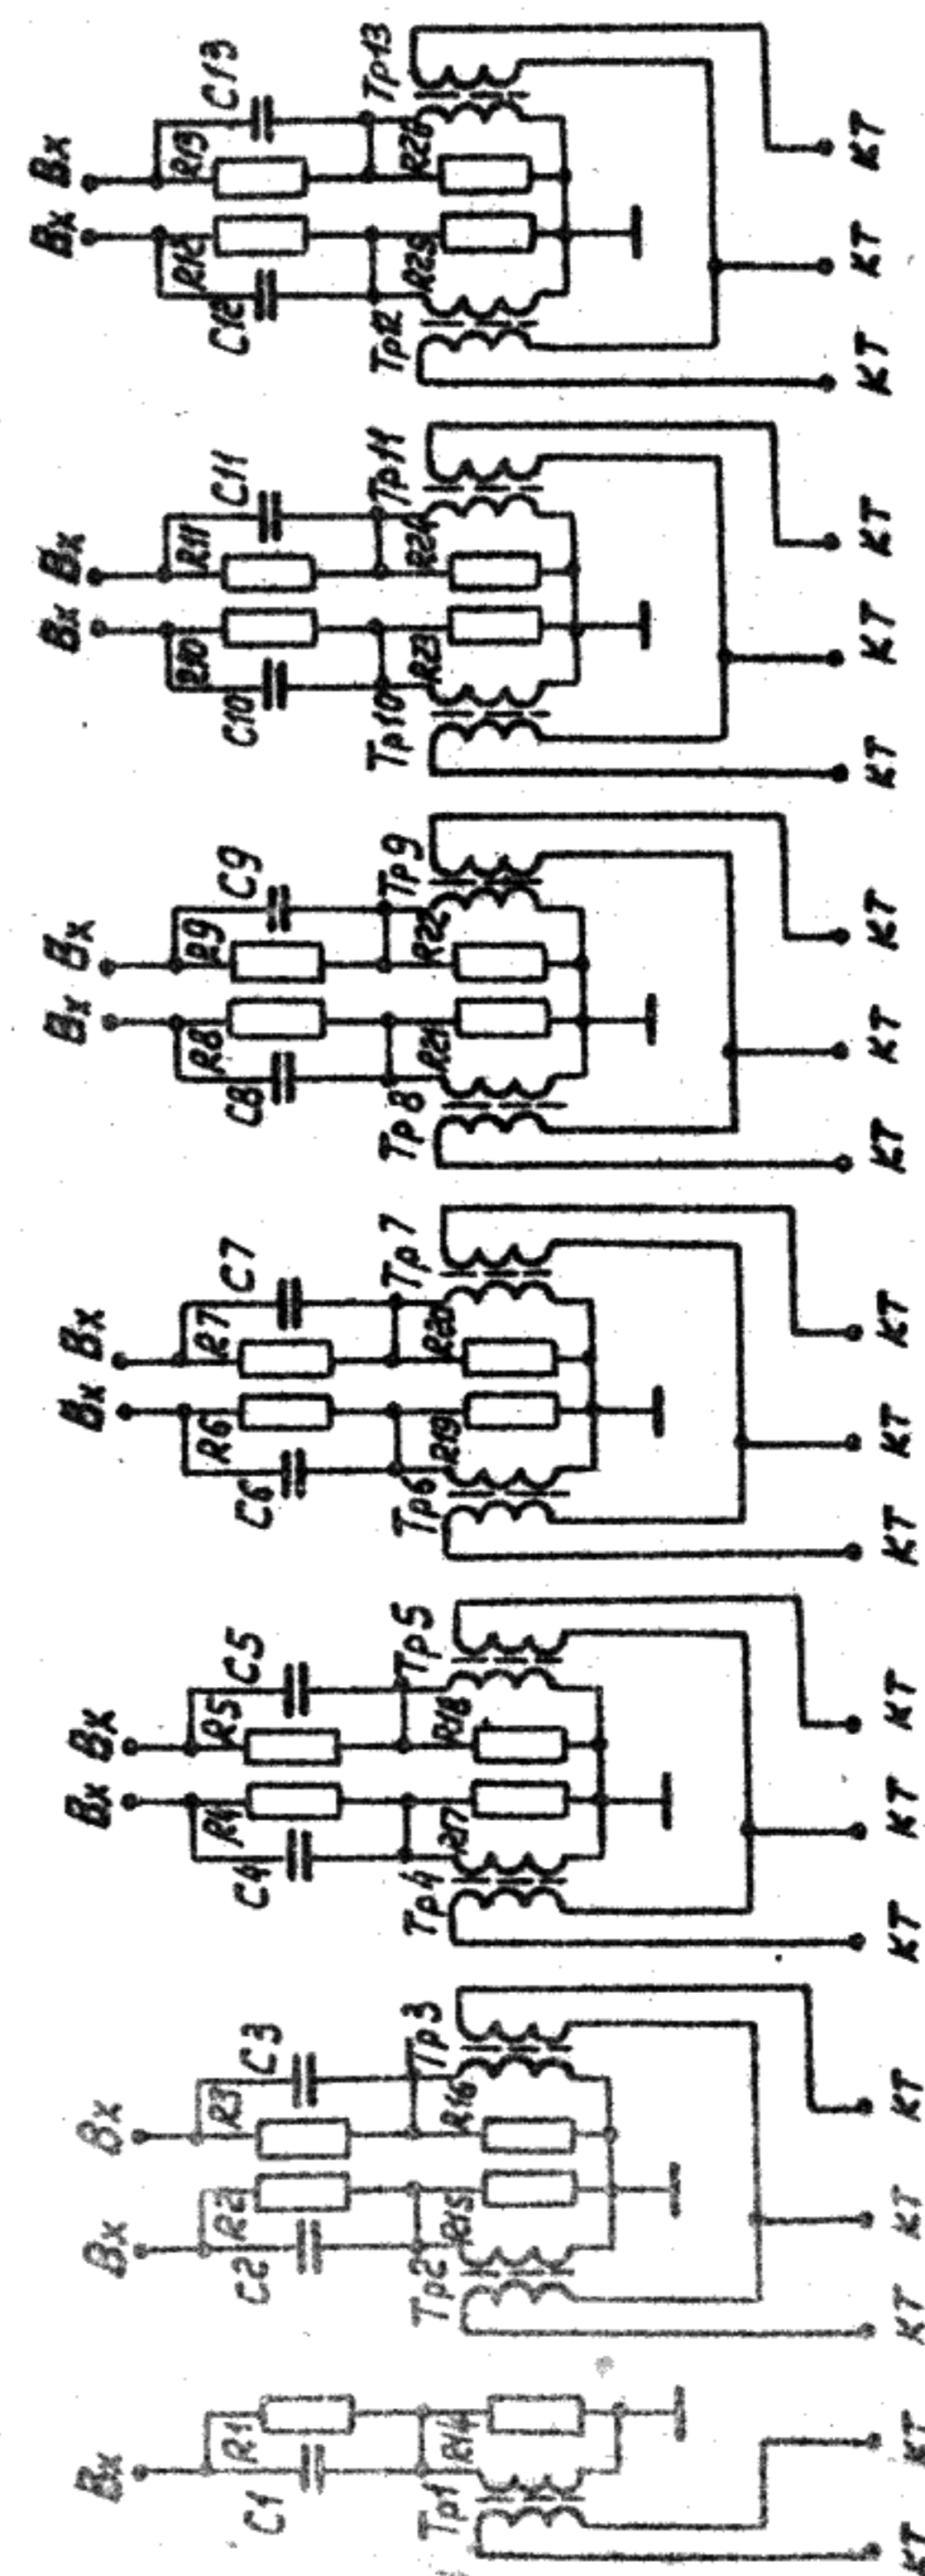 Вх Вх Вх Вх Вх Вх Вх Вх Вх Вх Вх Вх Вх
R1 R2 R3 R4 R5 R6 R7 R8 R9 R10 R11 R12 R13
C1 C2 C3 C4 C5 C6 C7 C8 C9 C10 C11 C12 C13
Тр1 Тр2 Тр3 Тр4 Тр5 Тр6 Тр7 Тр8 Тр9 Тр10 Тр11 Тр12 Тр13
R14 R15 R16 R17 R18 R19 R20 R21 R22 R23 R24 R25 R26
КТ КТ КТ КТ КТ КТ КТ КТ КТ КТ КТ КТ КТ КТ КТ КТ КТ КТ КТ КТ